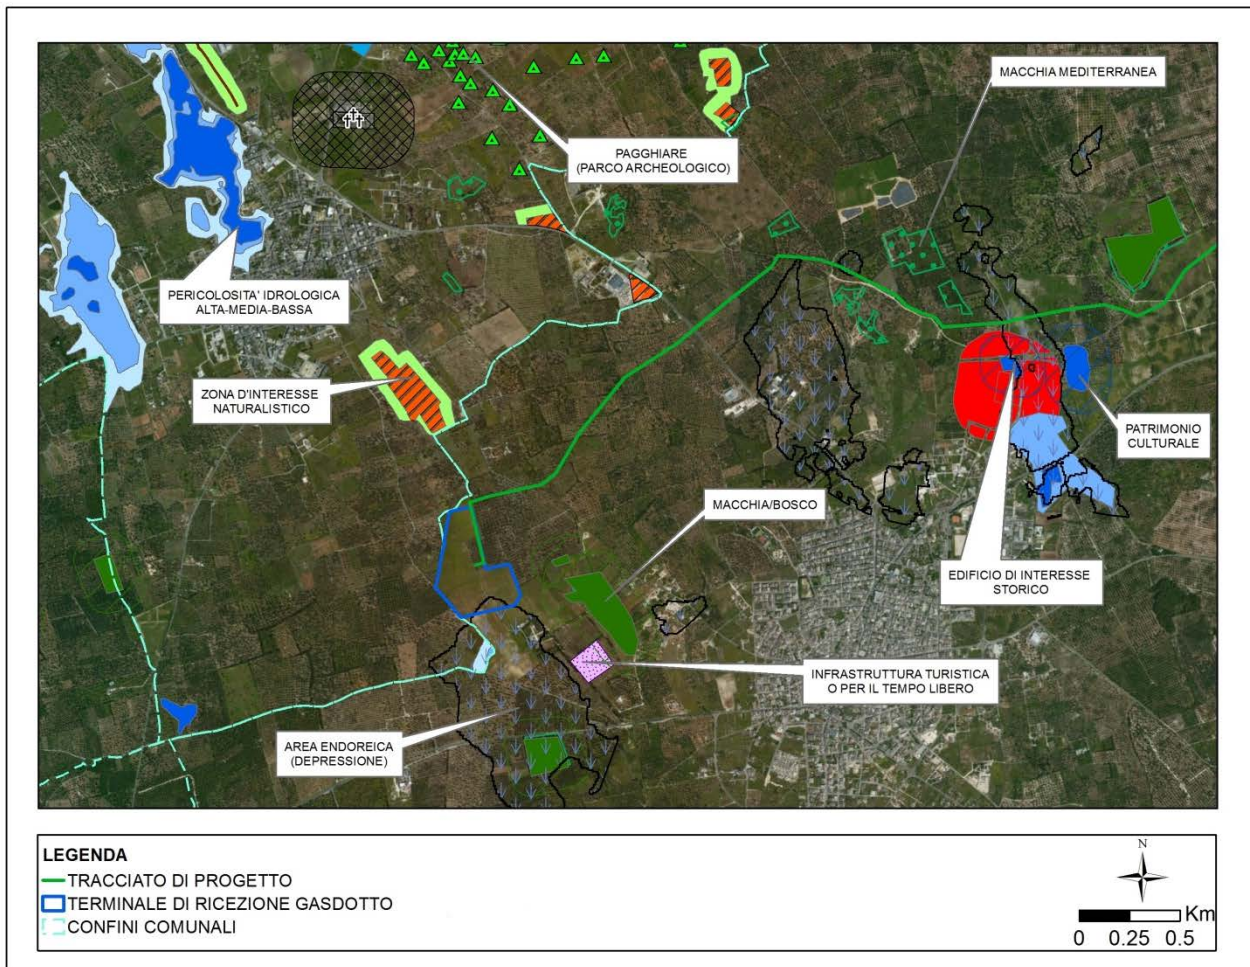 MACCHIA MEDITERRANEA
PAGGHIARE
(PARCO ARCHEOLOGICO)
PERICOLOSITA' IDROLOGICA
ALTA-MEDIA-BASSA
ZONA D'INTERESSE
NATURALISTICO
PATRIMONIO
CULTURALE
MACCHIA/BOSCO
EDIFICIO DI INTERESSE
STORICO
INFRASTRUTTURA TURISTICA
O PER IL TEMPO LIBERO
AREA ENDOREICA
(DEPRESSIONE)
LEGENDA
TRACCIATO DI PROGETTO
TERMINALE DI RICEZIONE GASDOTTO
CONFINI COMUNALI
N
Km
0 0.25 0.5